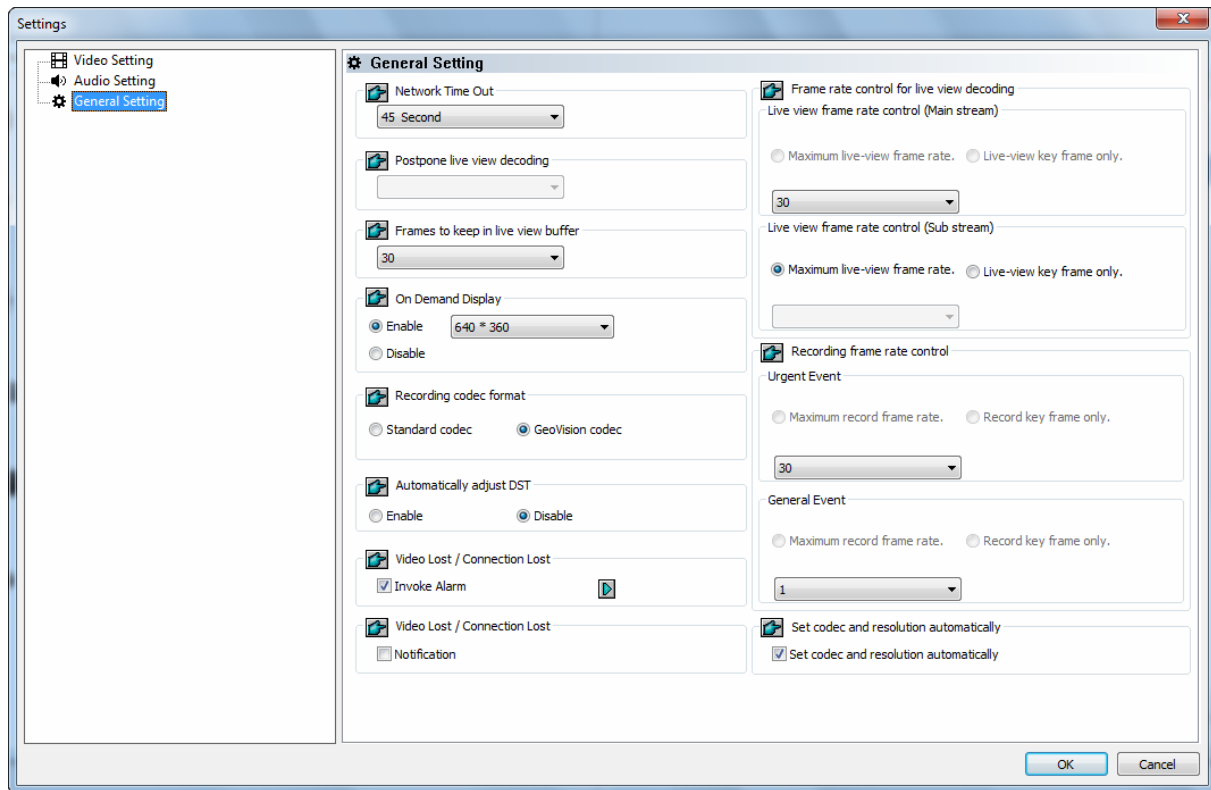 Settings
Video Setting
Audio Setting
General Setting
General Setting
Network Time Out
45 Second
Postpone live view decoding
Frames to keep in live view buffer
30
On Demand Display
Enable
640 * 360
Disable
Recording codec format
Standard codec
GeoVision codec
Automatically adjust DST
Enable
Disable
Video Lost / Connection Lost
Invoke Alarm
Video Lost / Connection Lost
Notification
Frame rate control for live view decoding
Live view frame rate control (Main stream)
Maximum live-view frame rate.
Live-view key frame only.
30
Live view frame rate control (Sub stream)
Maximum live-view frame rate.
Live-view key frame only.
Recording frame rate control
Urgent Event
Maximum record frame rate.
Record key frame only.
30
General Event
Maximum record frame rate.
Record key frame only.
1
Set codec and resolution automatically
Set codec and resolution automatically
OK
Cancel